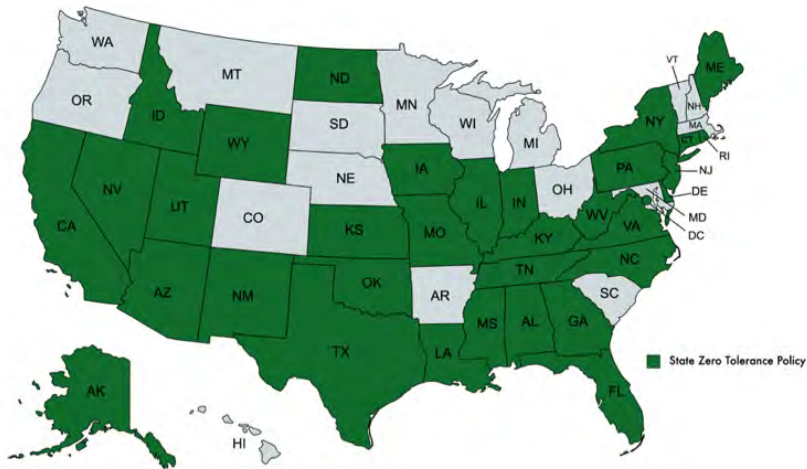 WA
MT
ND
MN
VT
ME
OR
ID
SD
WI
MI
NH
MA
NY
CT
RI
WY
IA
PA
NJ
NE
NV
UT
CO
IL
IN
OH
DE
MD
DC
CA
KS
MO
WV
VA
KY
NC
TN
AZ
NM
OK
AR
SC
MS
AL
GA
TX
LA
State Zero Tolerance Policy
FL
AK
HI